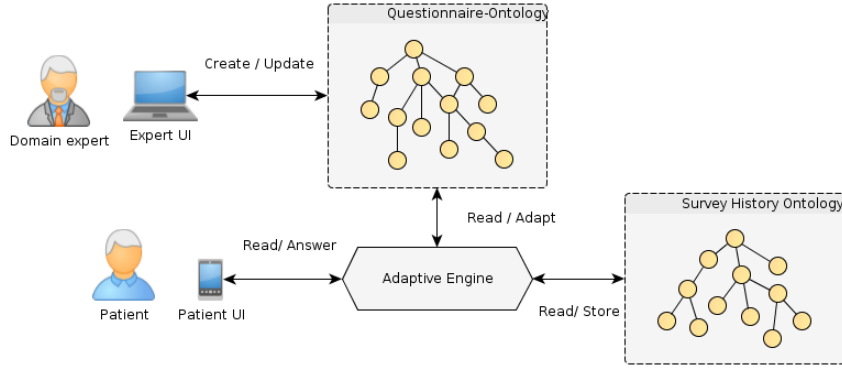 Questionnaire-Ontology
Create / Update
Domain expert
Expert UI
Read / Adapt
Survey History Ontology
Read/ Answer
Adaptive Engine
Patient
Patient UI
Read/ Store